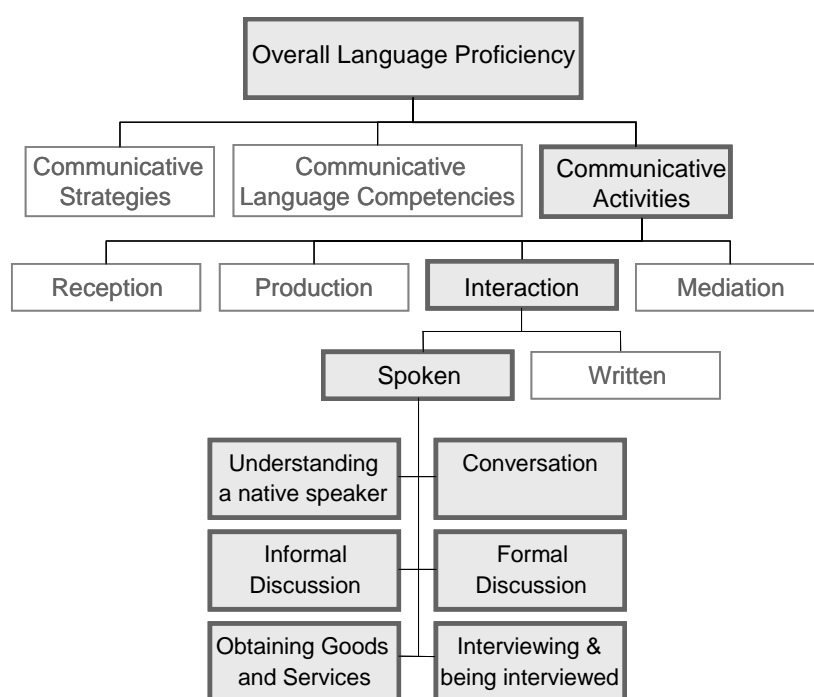 Overall Language Proficiency
Communicative
Strategies
Communicative
Language Competencies
Communicative
Activities
Reception
Production
Interaction
Mediation
Spoken
Written
Understanding
a native speaker
Conversation
Informal
Discussion
Formal
Discussion
Obtaining Goods
and Services
Interviewing &
being interviewed